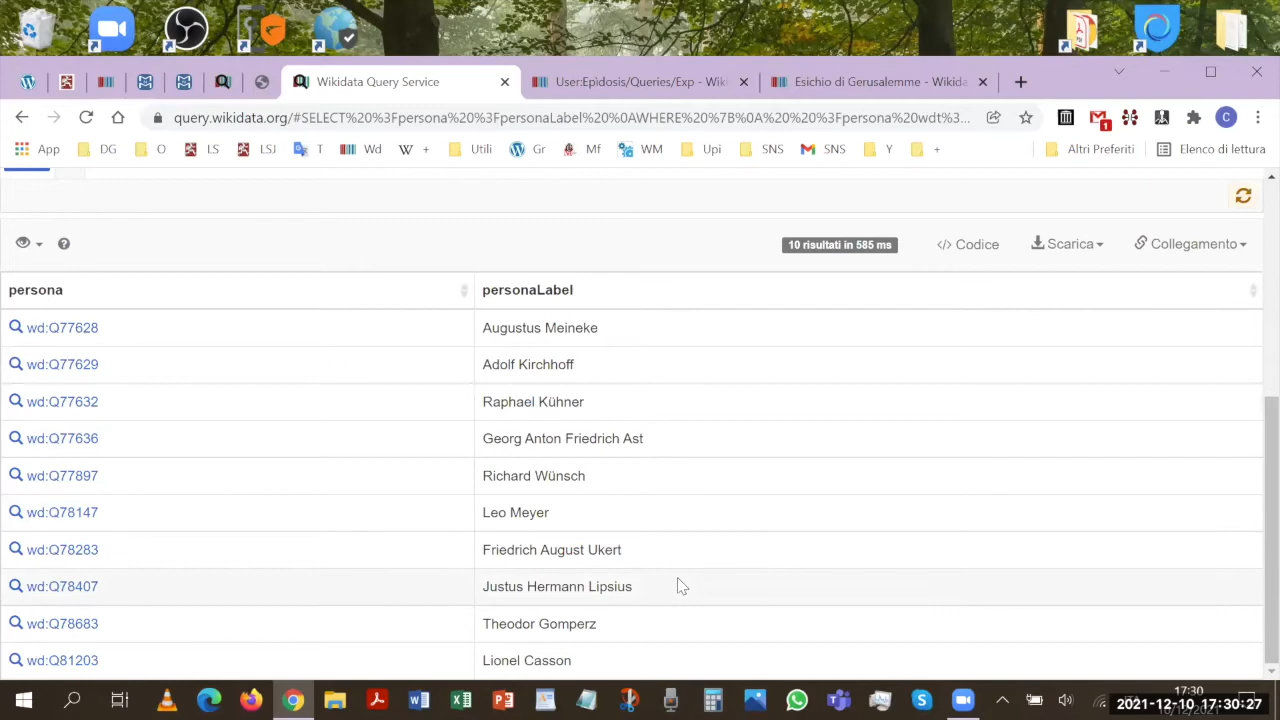 Wikidata Query Service
User:Epìdosis/Queries/Exp - Wiki
Esichio di Gerusalemme - Wikida
query.wikidata.org/#SELECT%20%3Fpersona%20%3FpersonaLabel%20%0AWHERE%20%7B%0A%20%20%3Fpersona%20wdt%3...
1
C
App DG O LS LSJ T Wd + Utili Gr Mf WM Upi SNS SNS Y + Altri Preferiti Elenco di lettura
10 risultati in 585 ms </> Codice Scarica Collegamento
persona personaLabel
wd:Q77628 Augustus Meineke
wd:Q77629 Adolf Kirchhoff
wd:Q77632 Raphael Kühner
wd:Q77636 Georg Anton Friedrich Ast
wd:Q77897 Richard Wünsch
wd:Q78147 Leo Meyer
wd:Q78283 Friedrich August Ukert
wd:Q78407 Justus Hermann Lipsius
wd:Q78683 Theodor Gomperz
wd:Q81203 Lionel Casson
17:30
2021-12-10 17:30:27